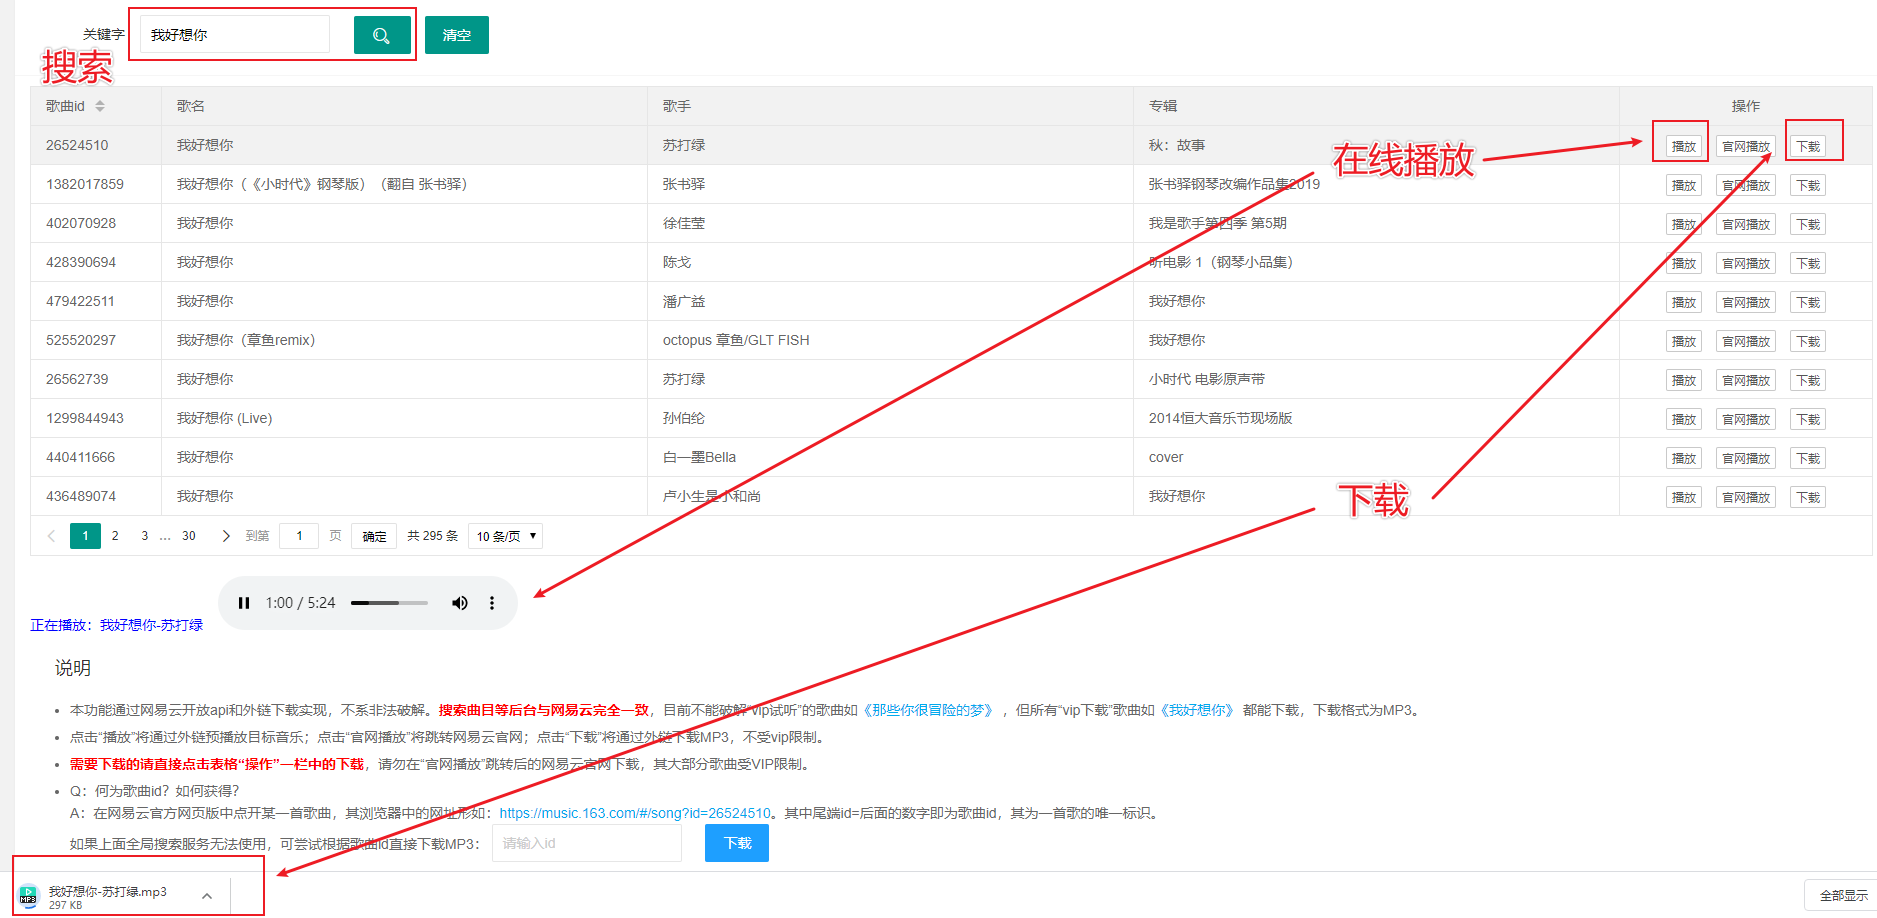 关键字 我好想你 清空
搜索
歌曲id 歌名 歌手 专辑 操作
26524510 我好想你 苏打绿 秋：故事 播放 官网播放 下载
在线播放
1382017859 我好想你（《小时代》钢琴版）（翻自 张书驿） 张书驿 张书驿钢琴改编作品集2019 播放 官网播放 下载
402070928 我好想你 徐佳莹 我是歌手第四季 第5期 播放 官网播放 下载
428390694 我好想你 陈戈 听电影 1（钢琴小品集） 播放 官网播放 下载
479422511 我好想你 潘广益 我好想你 播放 官网播放 下载
525520297 我好想你（章鱼remix） octopus 章鱼/GLT FISH 我好想你 播放 官网播放 下载
26562739 我好想你 苏打绿 小时代 电影原声带 播放 官网播放 下载
1299844943 我好想你 (Live) 孙伯纶 2014恒大音乐节现场版 播放 官网播放 下载
440411666 我好想你 白一墨Bella cover 播放 官网播放 下载
436489074 我好想你 卢小生是小和尚 我好想你 播放 官网播放 下载
下载
1 2 3 … 30 到第 1 页 确定 共 295 条 10 条/页
1:00 / 5:24
正在播放：我好想你-苏打绿
说明
本功能通过网易云开放api和外链下载实现，不系非法破解。搜索曲目等后台与网易云完全一致，目前不能破解“vip试听”的歌曲如《那些你很冒险的梦》 ，但所有“vip下载”歌曲如《我好想你》 都能下载，下载格式为MP3。
点击“播放”将通过外链预播放目标音乐；点击“官网播放”将跳转网易云官网；点击“下载”将通过外链下载MP3，不受vip限制。
需要下载的请直接点击表格“操作”一栏中的下载，请勿在“官网播放”跳转后的网易云官网下载，其大部分歌曲受VIP限制。
Q：何为歌曲id？如何获得？
A：在网易云官方网页版中点开某一首歌曲，其浏览器中的网址形如：https://music.163.com/#/song?id=26524510。其中尾端id=后面的数字即为歌曲id，其为一首歌的唯一标识。
如果上面全局搜索服务无法使用，可尝试根据歌曲id直接下载MP3： 请输入id 下载
我好想你-苏打绿.mp3
297 KB
全部显示